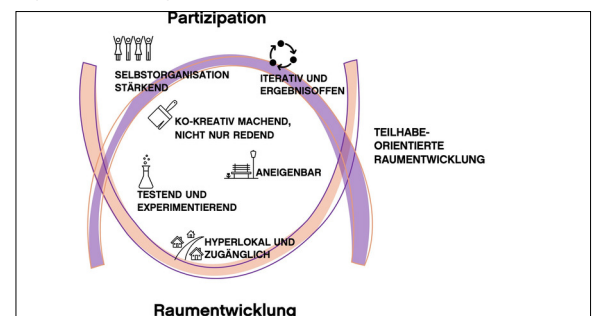 Partizipation
SELBSTORGANISATION
STÄRKEND
ITERATIV UND
ERGEBNISOFFEN
KO-KREATIV MACHEND,
NICHT NUR REDEND
TEILHABE-
ORIENTIERTE
RAUMENTWICKLUNG
ANEIGENBAR
TESTEND UND
EXPERIMENTIEREND
HYPERLOKAL UND
ZUGÄNGLICH
Raumentwicklung